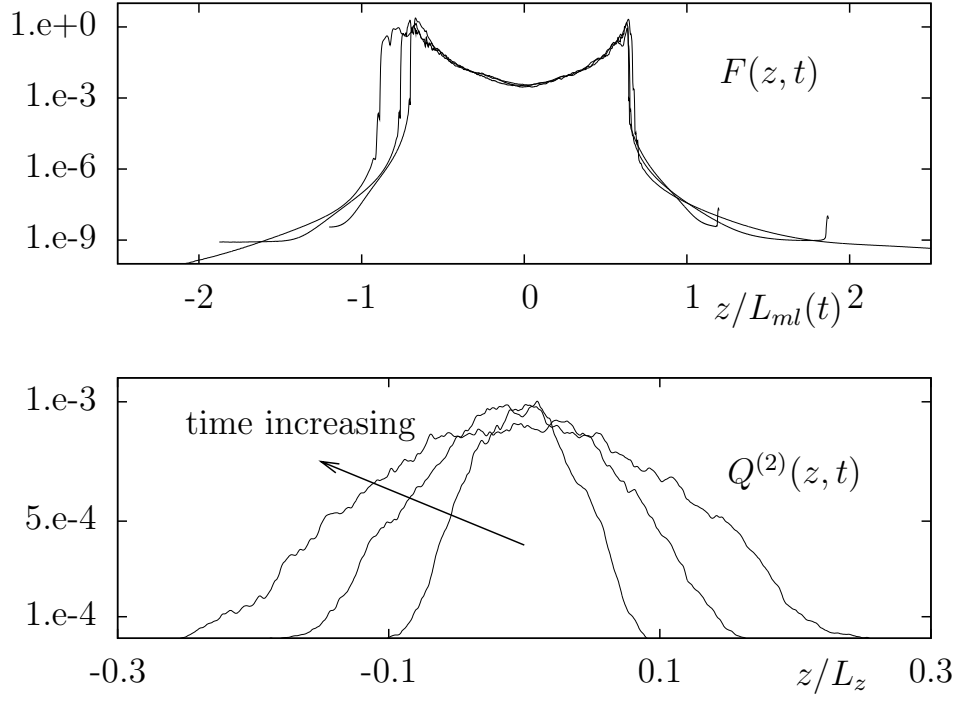 1.e+0
F(z, t)
1.e-3
1.e-6
1.e-9
-2 -1 0 1 z/L_{ml}(t) 2
1.e-3
time increasing
Q^{(2)}(z, t)
5.e-4
1.e-4
-0.3 -0.1 0.1 z/L_z 0.3